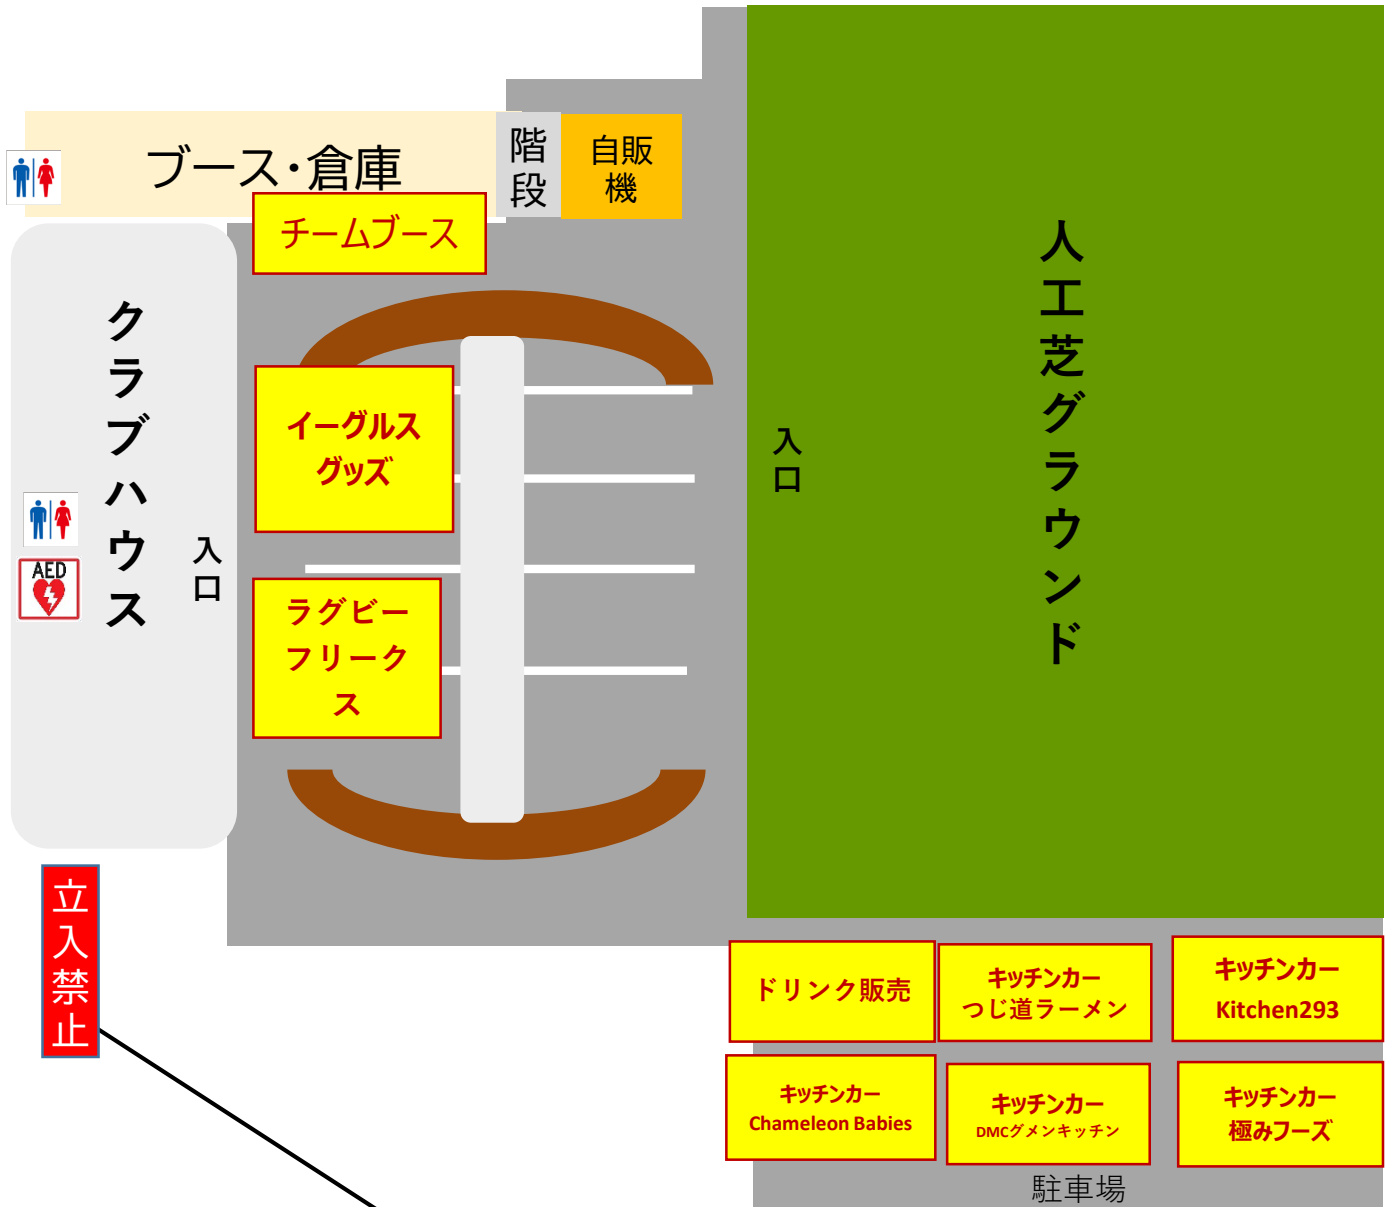 ブース・倉庫
階段
自販
機
チームブース
クラブハウス
入口
AED
イーグルス
グッズ
ラグビー
フリーク
ス
入口
人工芝グラウンド
立入禁止
ドリンク販売
キッチンカー
つじ道ラーメン
キッチンカー
Kitchen293
キッチンカー
Chameleon Babies
キッチンカー
DMCグメンキッチン
キッチンカー
極みフーズ
駐車場